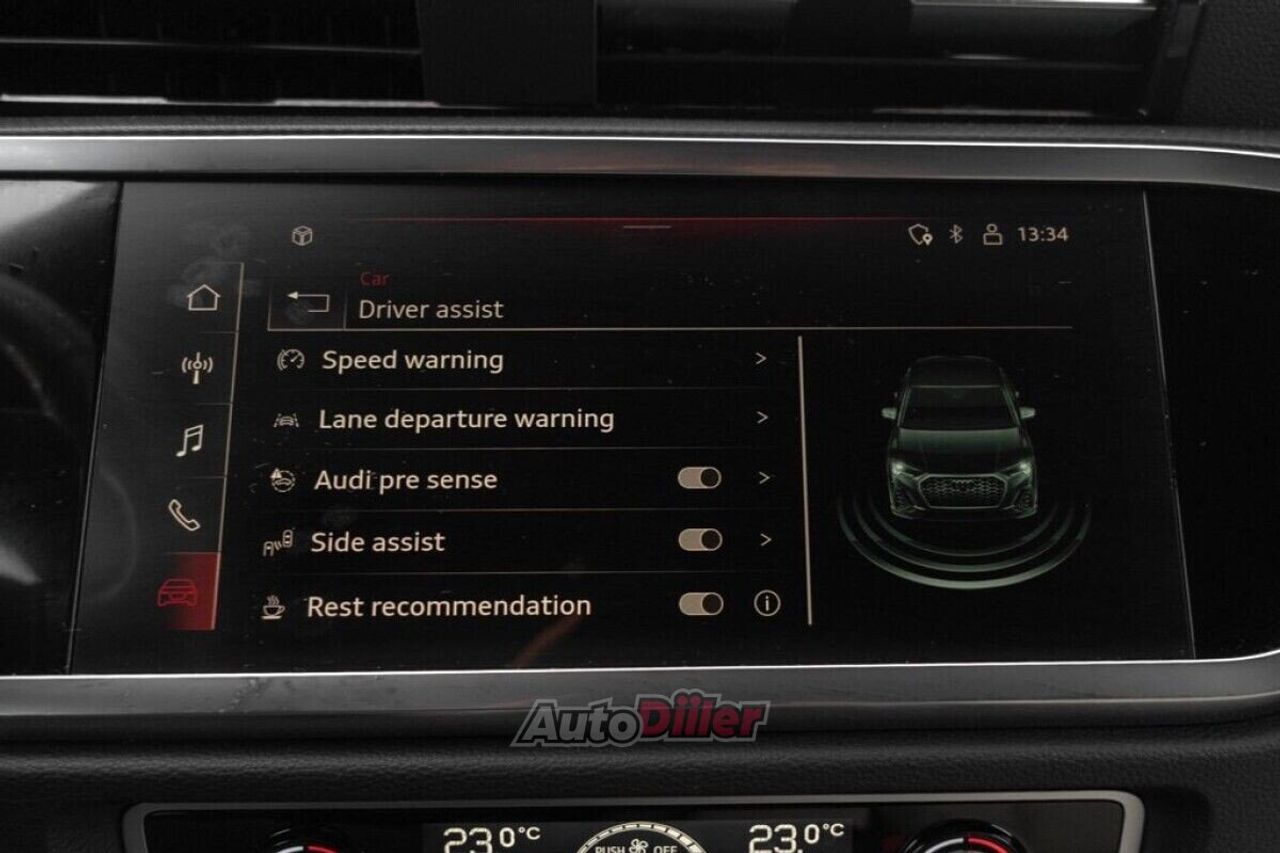 13:34
Car
Driver assist
Speed warning
Lane departure warning
Audi pre sense
Side assist
Rest recommendation
AutoDiller
23.0°C
PUSH OFF
23.0°C